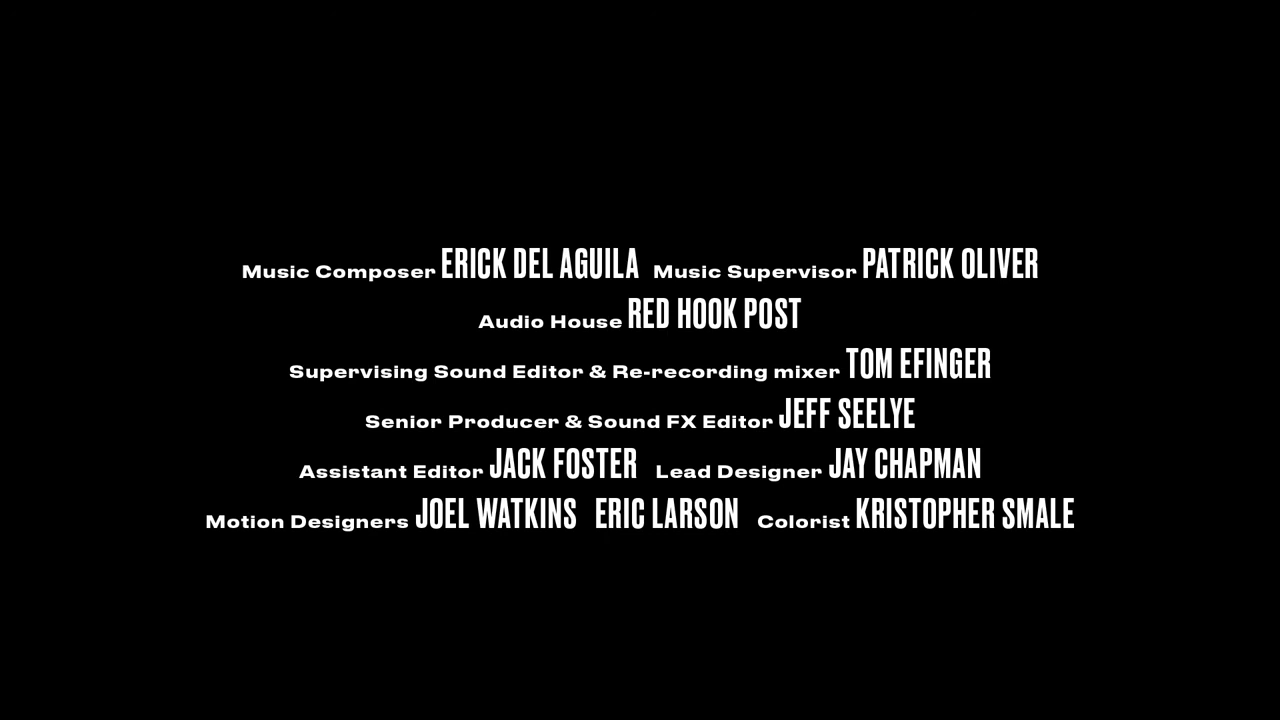 Music Composer ERICK DEL AGUILA Music Supervisor PATRICK OLIVER
Audio House RED HOOK POST
Supervising Sound Editor & Re-recording mixer TOM EFINGER
Senior Producer & Sound FX Editor JEFF SEELYE
Assistant Editor JACK FOSTER Lead Designer JAY CHAPMAN
Motion Designers JOEL WATKINS ERIC LARSON Colorist KRISTOPHER SMALE